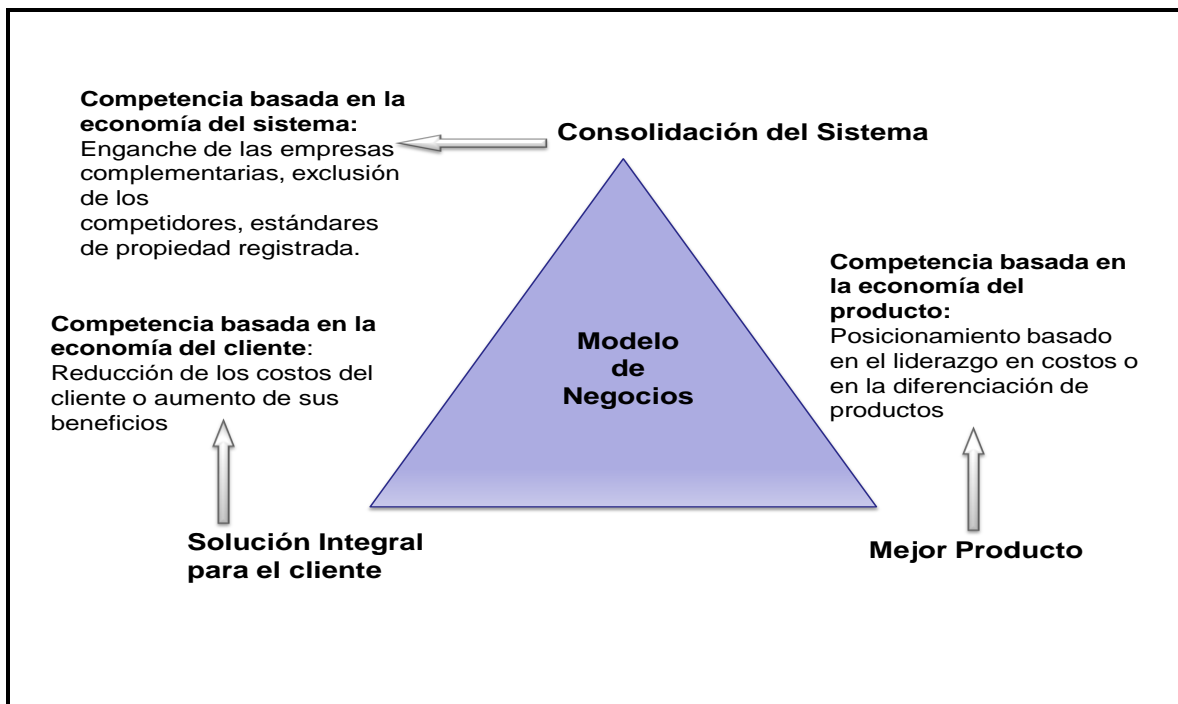 Competencia basada en la
economía del sistema:
Enganche de las empresas
complementarias, exclusión
de los
competidores, estándares
de propiedad registrada.
Consolidación del Sistema
Competencia basada en
la economía del
producto:
Posicionamiento basado
en el liderazgo en costos o
en la diferenciación de
productos
Competencia basada en la
economía del cliente:
Reducción de los costos del
cliente o aumento de sus
beneficios
Modelo
de
Negocios
Solución Integral
para el cliente
Mejor Producto